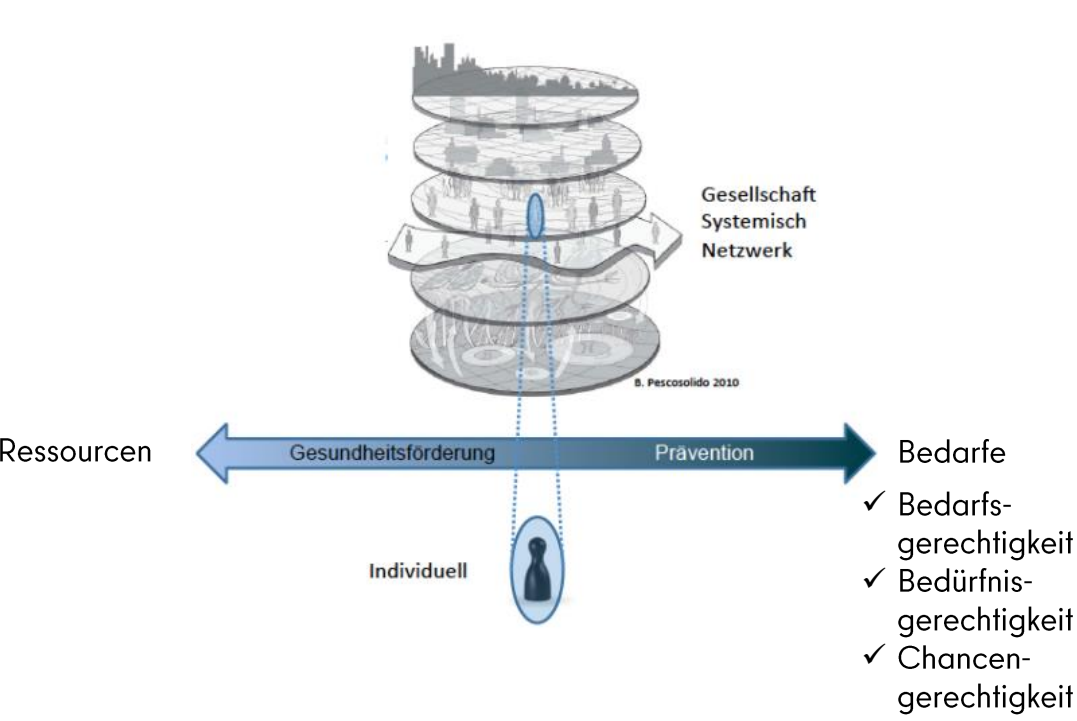 Gesellschaft
Systemisch
Netzwerk
B. Pescosolido 2010
Ressourcen
Gesundheitsförderung
Prävention
Bedarfe
✓ Bedarfs-
gerechtigkeit
✓ Bedürfnis-
gerechtigkeit
✓ Chancen-
gerechtigkeit
Individuell